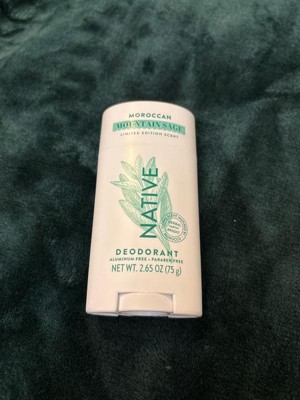 MOROCCAN
MOUNTAIN SAGE
LIMITED EDITION SCENT
NATIVE
DEODORANT
ALUMINUM FREE • PARABEN FREE
NET WT. 2.65 OZ (75 g)